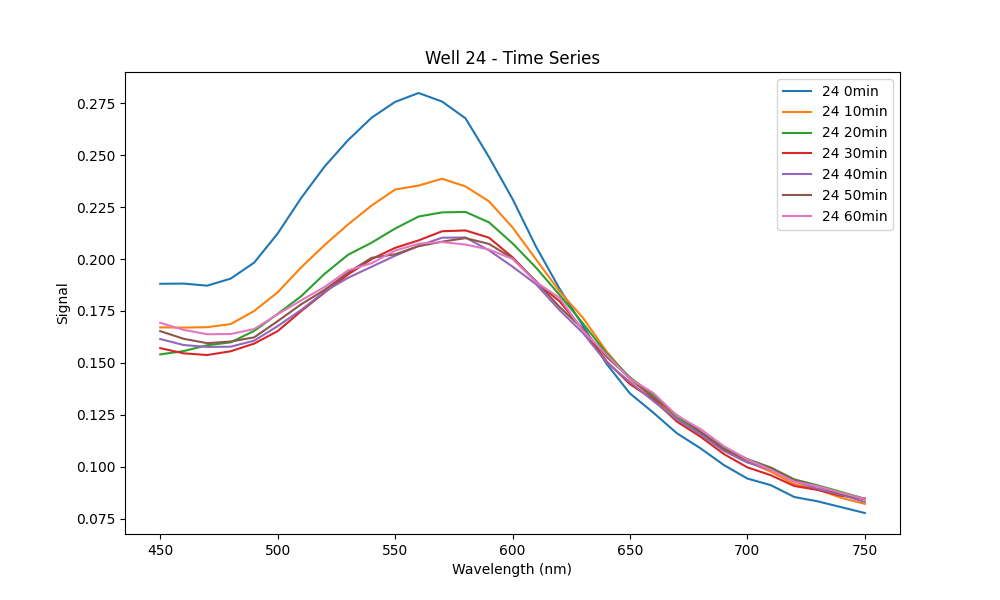 Well 24 - Time Series
24 0min
24 10min
24 20min
24 30min
24 40min
24 50min
24 60min
Signal
0.275
0.250
0.225
0.200
0.175
0.150
0.125
0.100
0.075
450 500 550 600 650 700 750
Wavelength (nm)